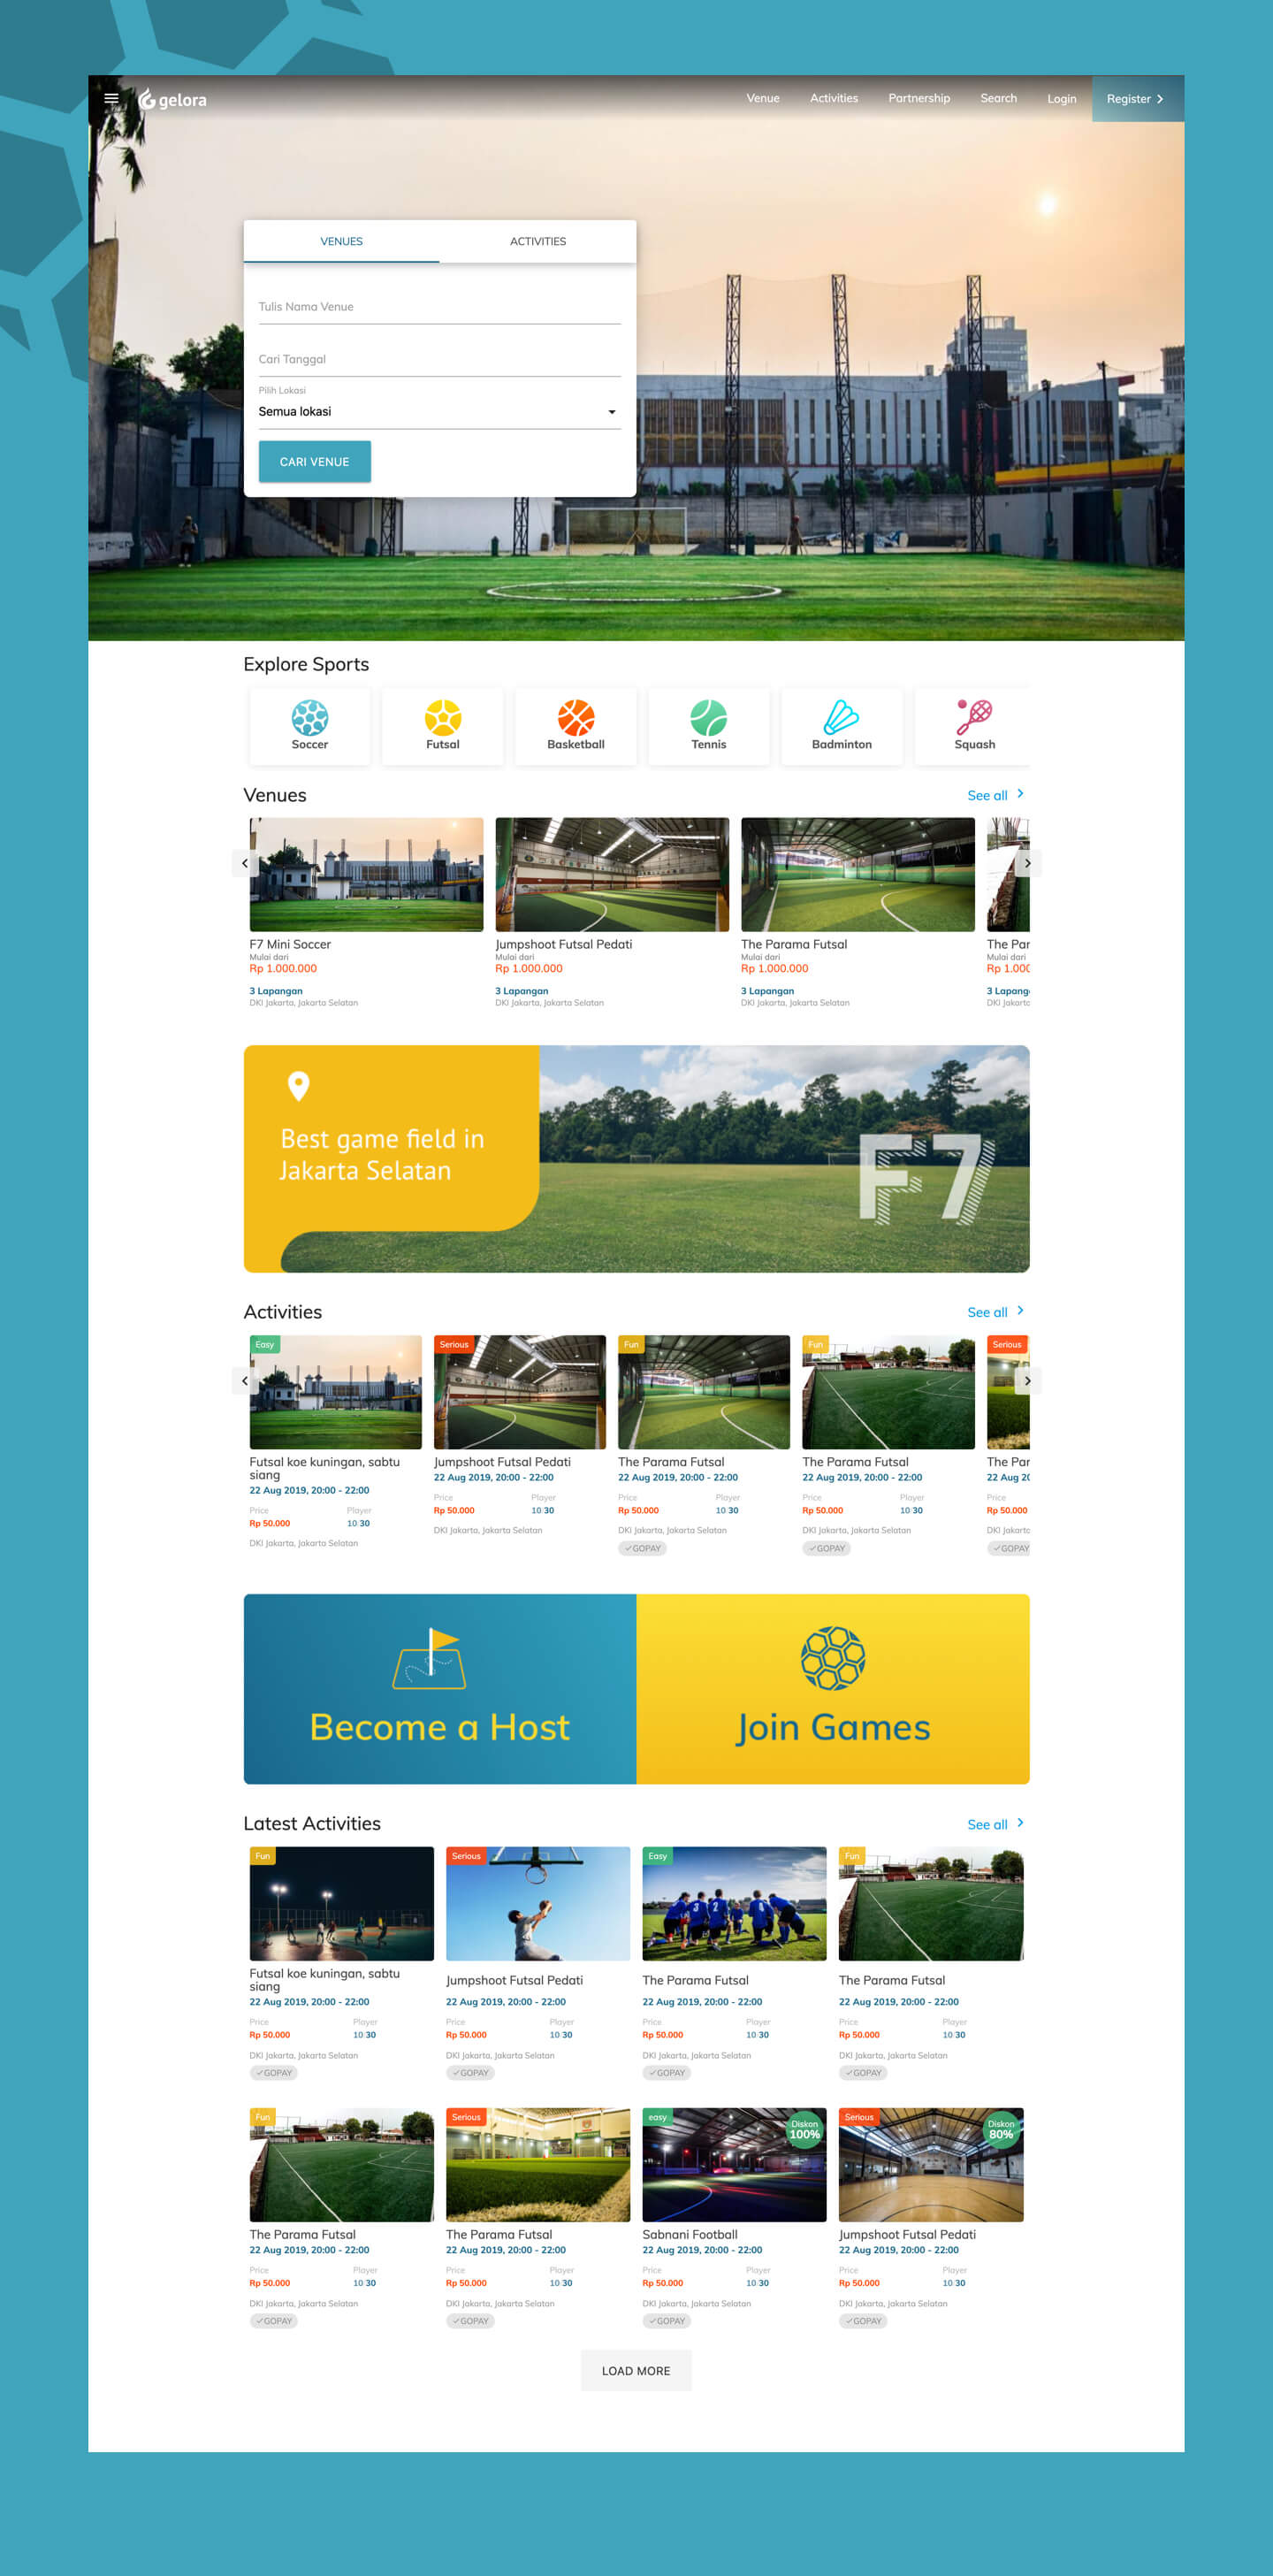 gelora
Venue Activities Partnership Search Login Register
VENUES ACTIVITIES
Tulis Nama Venue
Cari Tanggal
Pilih Lokasi
Semua lokasi
CARI VENUE
Explore Sports
Soccer Futsal Basketball Tennis Badminton Squash
Venues See all
F7 Mini Soccer
Mulai dari
Rp 1.000.000
3 Lapangan
DKI Jakarta, Jakarta Selatan
Jumpshoot Futsal Pedati
Mulai dari
Rp 1.000.000
3 Lapangan
DKI Jakarta, Jakarta Selatan
The Parama Futsal
Mulai dari
Rp 1.000.000
3 Lapangan
DKI Jakarta, Jakarta Selatan
The Par
Mulai dari
Rp 1.000
3 Lapang
DKI Jakarta
Best game field in
Jakarta Selatan
F7
Activities See all
Easy
Futsal koe kuningan, sabtu
siang
22 Aug 2019, 20:00 - 22:00
Price Player
Rp 50.000 10 30
DKI Jakarta, Jakarta Selatan
Serious
Jumpshoot Futsal Pedati
22 Aug 2019, 20:00 - 22:00
Price Player
Rp 50.000 10 30
DKI Jakarta, Jakarta Selatan
Fun
The Parama Futsal
22 Aug 2019, 20:00 - 22:00
Price Player
Rp 50.000 10 30
DKI Jakarta, Jakarta Selatan
GOPAY
Fun
The Parama Futsal
22 Aug 2019, 20:00 - 22:00
Price Player
Rp 50.000 10 30
DKI Jakarta, Jakarta Selatan
GOPAY
Serious
The Par
22 Aug 20
Price
Rp 50.000
DKI Jakarta
GOPAY
Become a Host
Join Games
Latest Activities See all
Fun
Futsal koe kuningan, sabtu
siang
22 Aug 2019, 20:00 - 22:00
Price Player
Rp 50.000 10 30
DKI Jakarta, Jakarta Selatan
GOPAY
Serious
Jumpshoot Futsal Pedati
22 Aug 2019, 20:00 - 22:00
Price Player
Rp 50.000 10 30
DKI Jakarta, Jakarta Selatan
GOPAY
Easy
The Parama Futsal
22 Aug 2019, 20:00 - 22:00
Price Player
Rp 50.000 10 30
DKI Jakarta, Jakarta Selatan
GOPAY
Fun
The Parama Futsal
22 Aug 2019, 20:00 - 22:00
Price Player
Rp 50.000 10 30
DKI Jakarta, Jakarta Selatan
GOPAY
Fun
The Parama Futsal
22 Aug 2019, 20:00 - 22:00
Price Player
Rp 50.000 10 30
DKI Jakarta, Jakarta Selatan
GOPAY
Serious
The Parama Futsal
22 Aug 2019, 20:00 - 22:00
Price Player
Rp 50.000 10 30
DKI Jakarta, Jakarta Selatan
GOPAY
easy
Diskon
100%
Sabnani Football
22 Aug 2019, 20:00 - 22:00
Price Player
Rp 50.000 10 30
DKI Jakarta, Jakarta Selatan
GOPAY
Serious
Diskon
80%
Jumpshoot Futsal Pedati
22 Aug 2019, 20:00 - 22:00
Price Player
Rp 50.000 10 30
DKI Jakarta, Jakarta Selatan
GOPAY
LOAD MORE